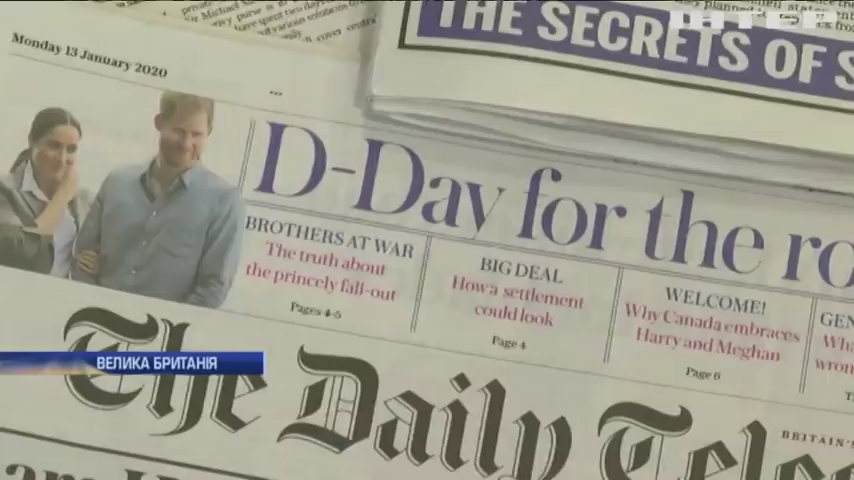 THE SECRETS OF
ІНТЕР
Monday 13 January 2020
D-Day for the
BROTHERS AT WAR
The truth about
the princely fall-out
Pages 4-5
BIG DEAL
How a settlement
could look
Page 4
WELCOME!
Why Canada embraces
Harry and Meghan
Page 6
ВЕЛИКА БРИТАНІЯ
The Daily
BRITAIN'S